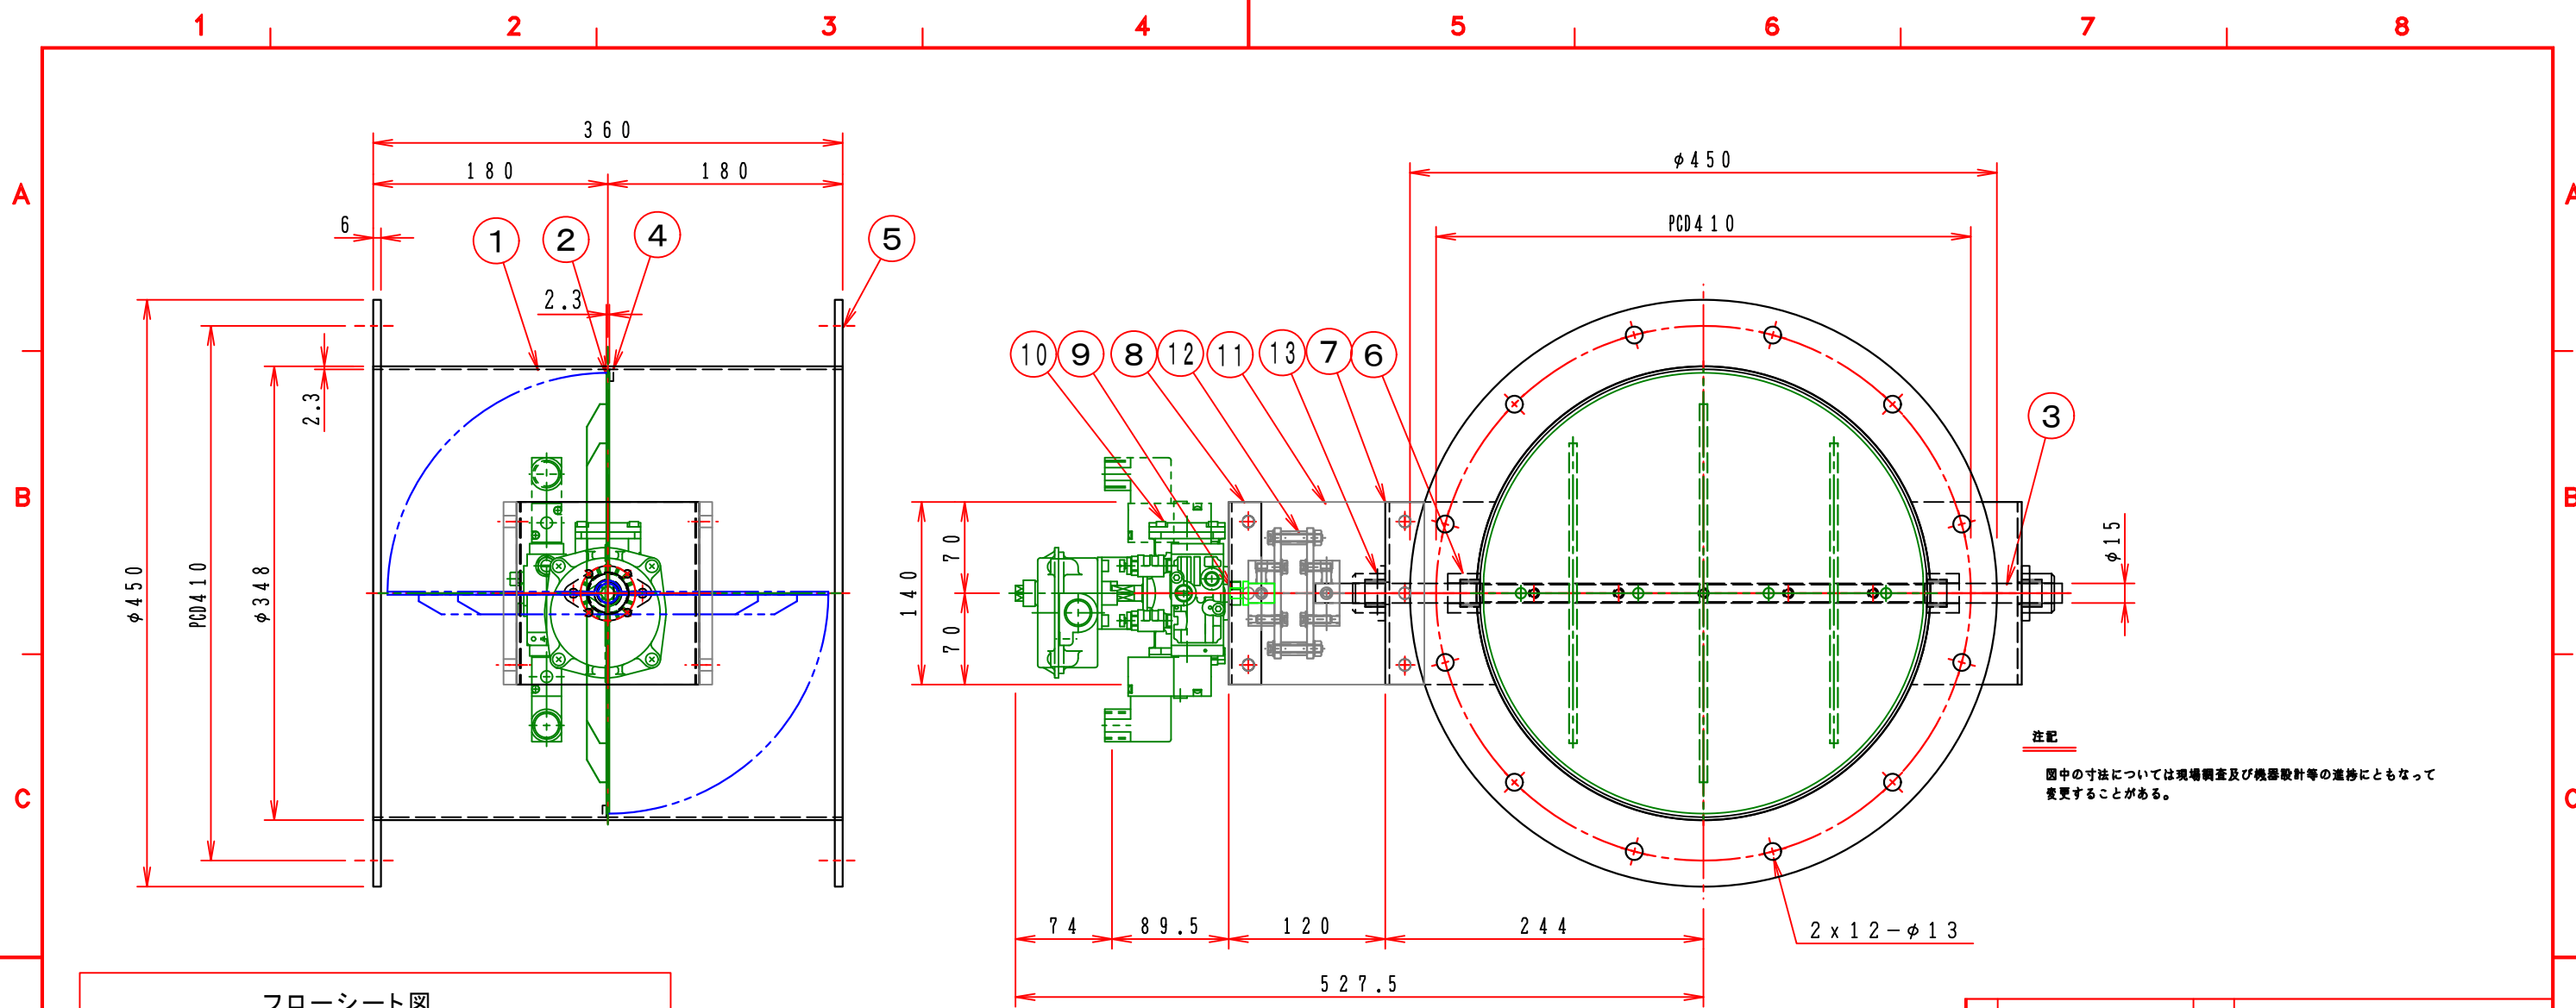 1 2 3 4 5 6 7 8
A A
B B
C C
360
180 180
6
1 2 4 5
2.3
2.3
φ450
PCD410
φ348
φ450
PCD410
10 9 8 12 11 13 7 6
3
φ15
140
70
70
74 89.5 120 244
527.5
2x12-φ13
注記
図中の寸法については現場調査及び機器設計等の進捗にともなって
変更することがある。
フローシート図